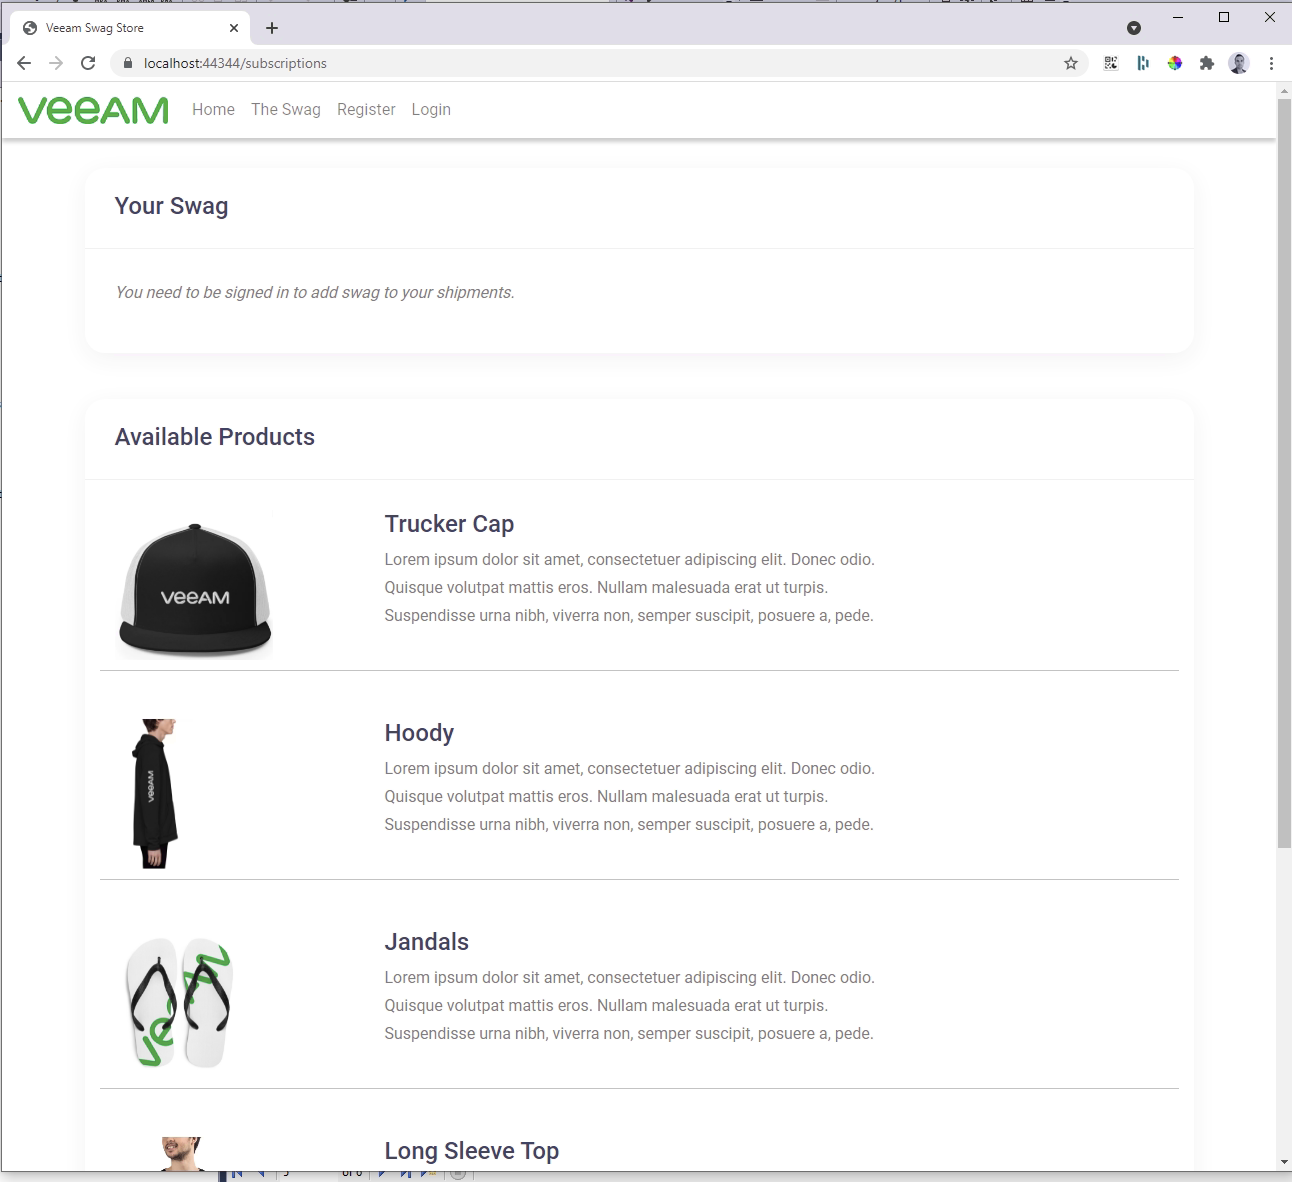 Veeam Swag Store
localhost:44344/subscriptions
veeAM Home The Swag Register Login
Your Swag
You need to be signed in to add swag to your shipments.
Available Products
veeAM
Trucker Cap
Lorem ipsum dolor sit amet, consectetuer adipiscing elit. Donec odio.
Quisque volutpat mattis eros. Nullam malesuada erat ut turpis.
Suspendisse urna nibh, viverra non, semper suscipit, posuere a, pede.
veeAM
Hoody
Lorem ipsum dolor sit amet, consectetuer adipiscing elit. Donec odio.
Quisque volutpat mattis eros. Nullam malesuada erat ut turpis.
Suspendisse urna nibh, viverra non, semper suscipit, posuere a, pede.
veeAM
Jandals
Lorem ipsum dolor sit amet, consectetuer adipiscing elit. Donec odio.
Quisque volutpat mattis eros. Nullam malesuada erat ut turpis.
Suspendisse urna nibh, viverra non, semper suscipit, posuere a, pede.
Long Sleeve Top